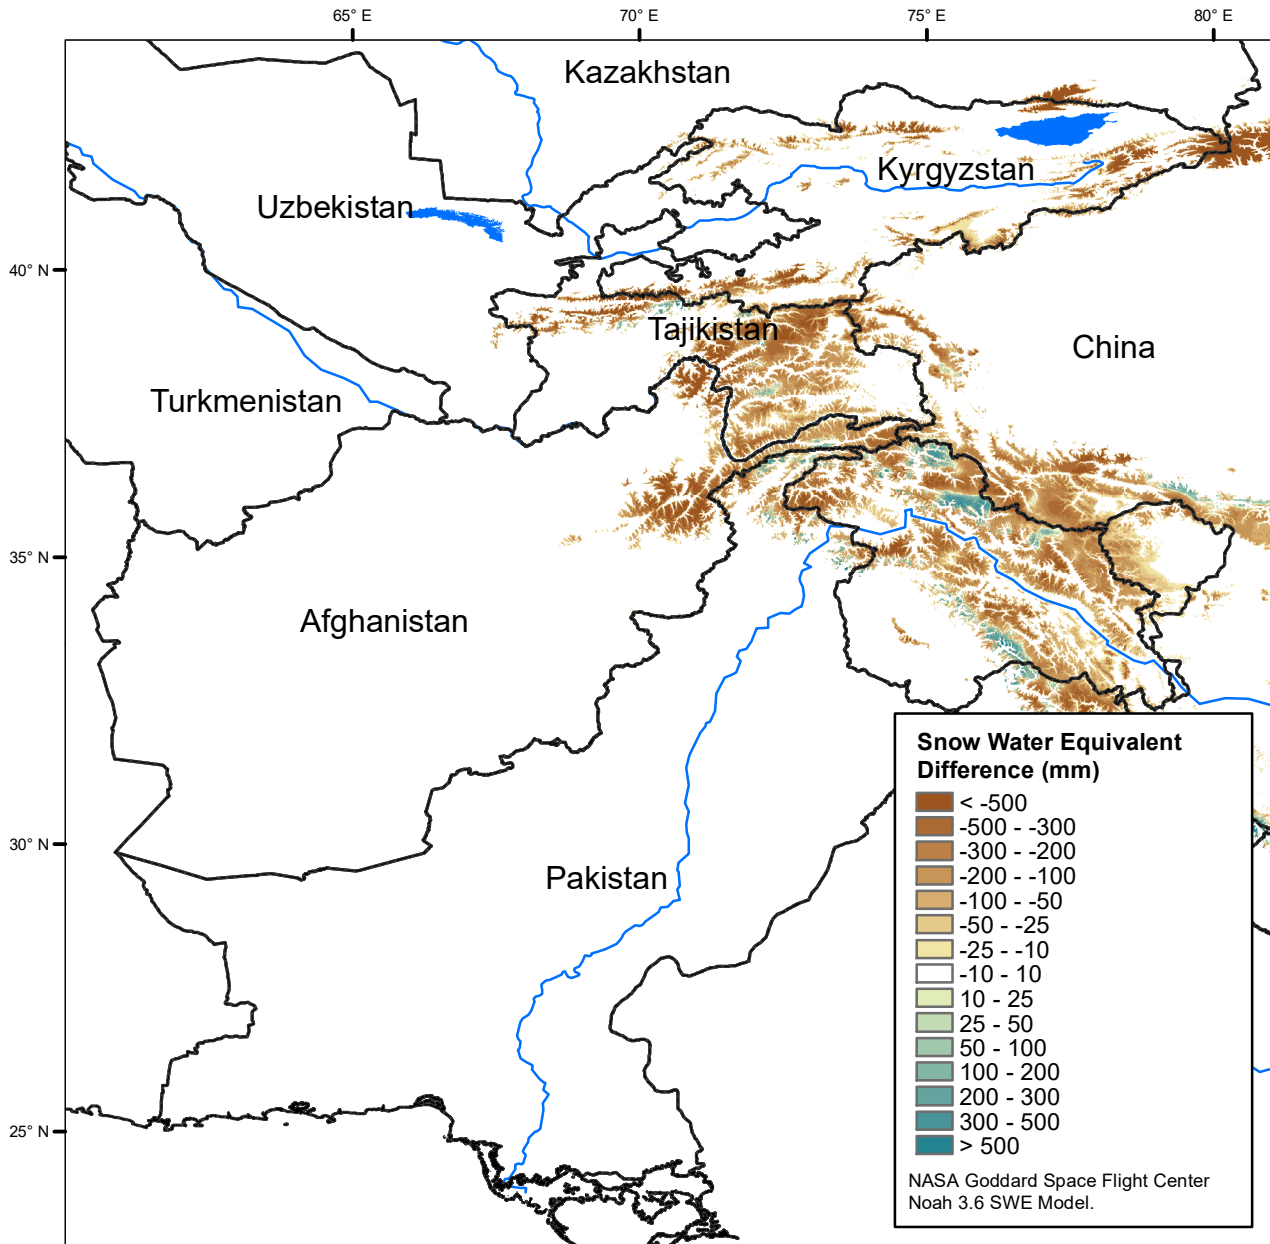 65° E
70° E
75° E
80° E
Kazakhstan
Kyrgyzstan
Uzbekistan
40° N
Tajikistan
China
Turkmenistan
35° N
Afghanistan
30° N
Pakistan
25° N
Snow Water Equivalent
Difference (mm)
< -500
-500 - -300
-300 - -200
-200 - -100
-100 - -50
-50 - -25
-25 - -10
-10 - 10
10 - 25
25 - 50
50 - 100
100 - 200
200 - 300
300 - 500
> 500
NASA Goddard Space Flight Center
Noah 3.6 SWE Model.